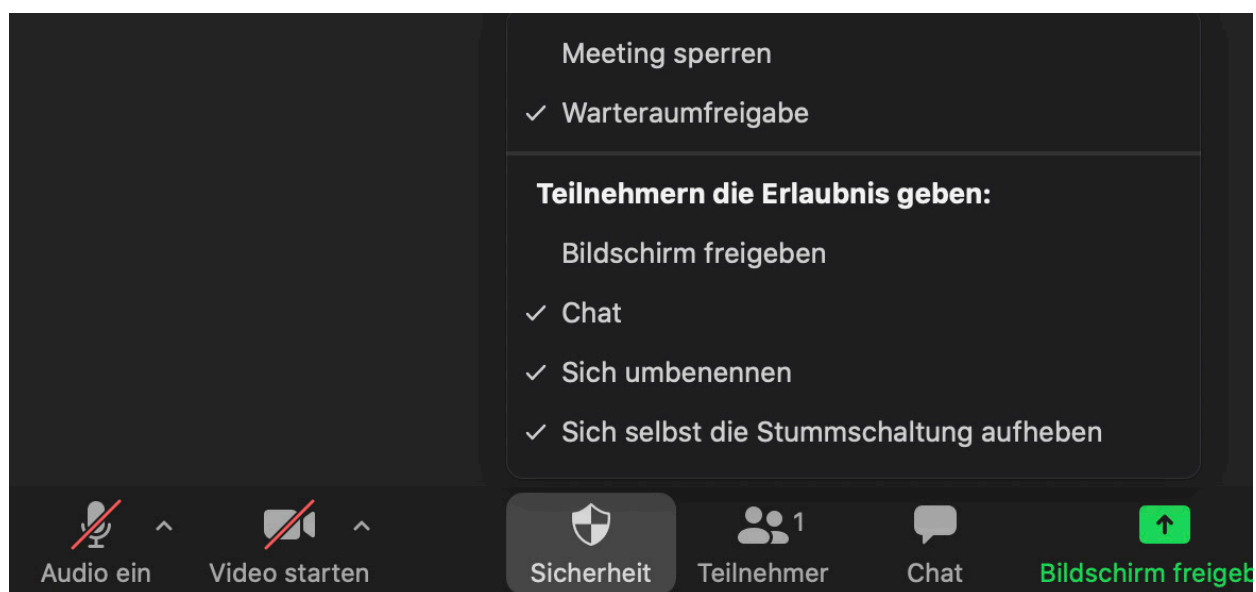 Meeting sperren
✓ Warteraumfreigabe
Teilnehmern die Erlaubnis geben:
Bildschirm freigeben
✓ Chat
✓ Sich umbenennen
✓ Sich selbst die Stummschaltung aufheben
1
Audio ein Video starten Sicherheit Teilnehmer Chat Bildschirm freigeb